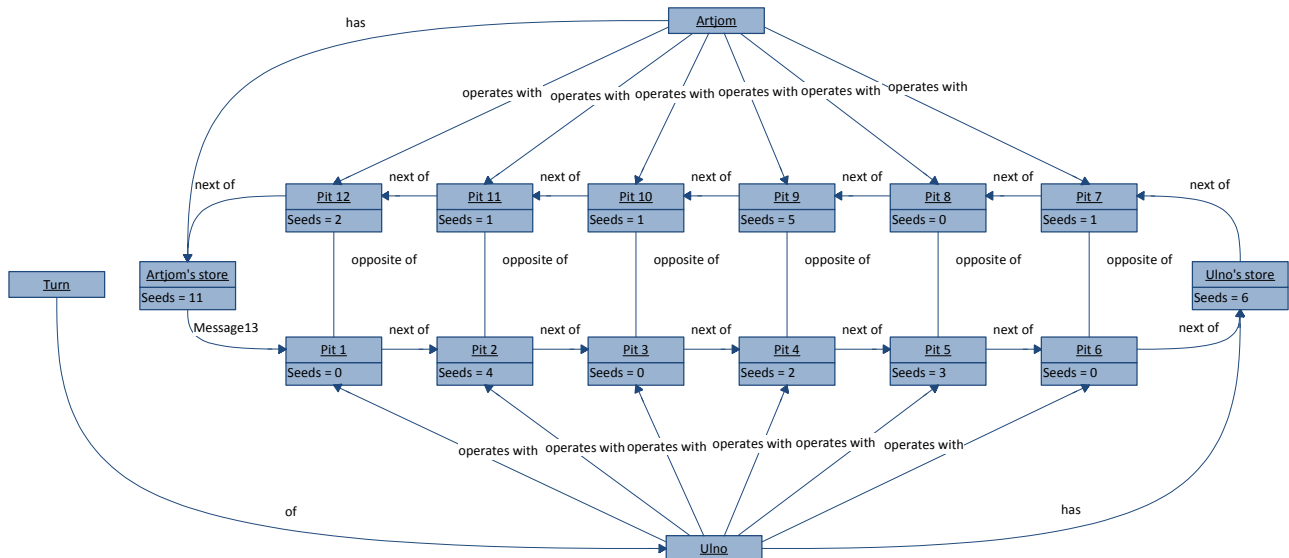 Artjom
has
operates with
operates with
operates with
operates with
operates with
operates with
next of
Pit 12
Seeds = 2
next of
Pit 11
Seeds = 1
next of
Pit 10
Seeds = 1
next of
Pit 9
Seeds = 5
next of
Pit 8
Seeds = 0
next of
Pit 7
Seeds = 1
next of
Turn
Artjom's store
Seeds = 11
opposite of
opposite of
opposite of
opposite of
opposite of
opposite of
Ulno's store
Seeds = 6
Message13
Pit 1
Seeds = 0
next of
Pit 2
Seeds = 4
next of
Pit 3
Seeds = 0
next of
Pit 4
Seeds = 2
next of
Pit 5
Seeds = 3
next of
Pit 6
Seeds = 0
next of
operates with
operates with
operates with
operates with
operates with
operates with
of
has
Ulno